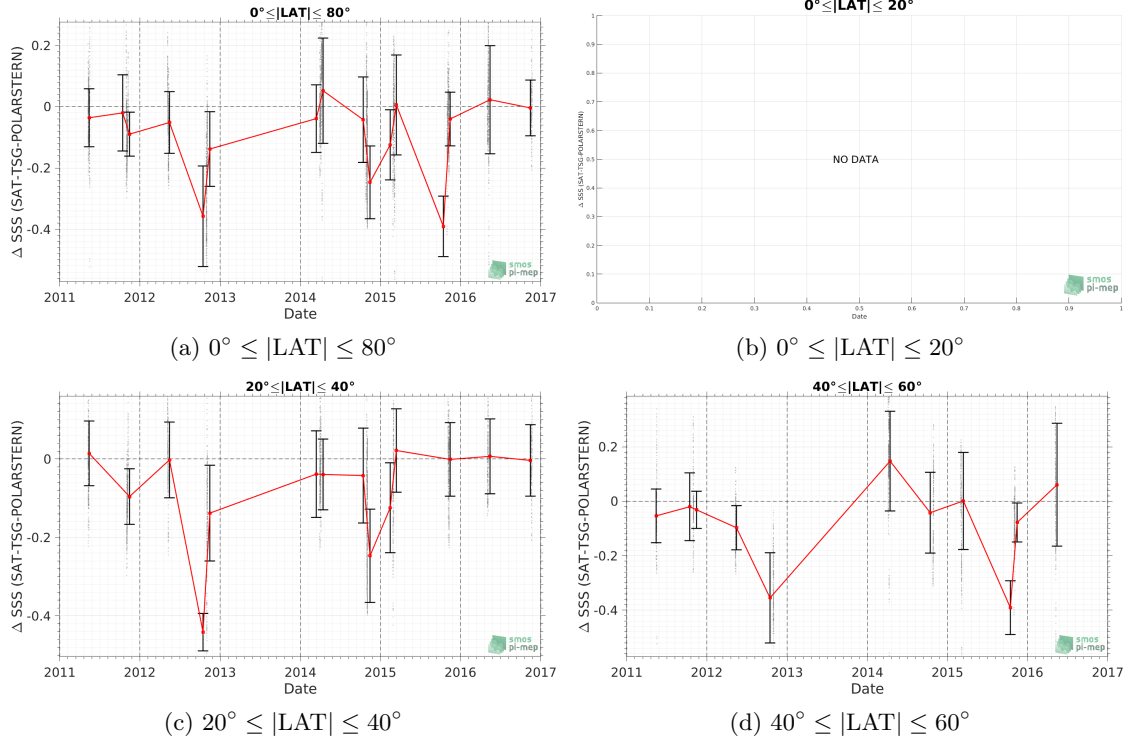 0°≤|LAT|≤ 80°
Δ SSS (SAT-TSG-POLARSTERN)
0.2
0
-0.2
-0.4
2011 2012 2013 2014 2015 2016 2017
Date
smos
pi-mep
(a) 0° ≤ |LAT| ≤ 80°
0°≤|LAT|≤ 20°
Δ SSS (SAT-TSG-POLARSTERN)
1
0.9
0.8
0.7
0.6
0.5
0.4
0.3
0.2
0.1
0
NO DATA
0 0.1 0.2 0.3 0.4 0.5 0.6 0.7 0.8 0.9 1
Date
smos
pi-mep
(b) 0° ≤ |LAT| ≤ 20°
20°≤|LAT|≤ 40°
Δ SSS (SAT-TSG-POLARSTERN)
0
-0.2
-0.4
2011 2012 2013 2014 2015 2016 2017
Date
smos
pi-mep
(c) 20° ≤ |LAT| ≤ 40°
40°≤|LAT|≤ 60°
Δ SSS (SAT-TSG-POLARSTERN)
0.2
0
-0.2
-0.4
2011 2012 2013 2014 2015 2016 2017
Date
smos
pi-mep
(d) 40° ≤ |LAT| ≤ 60°